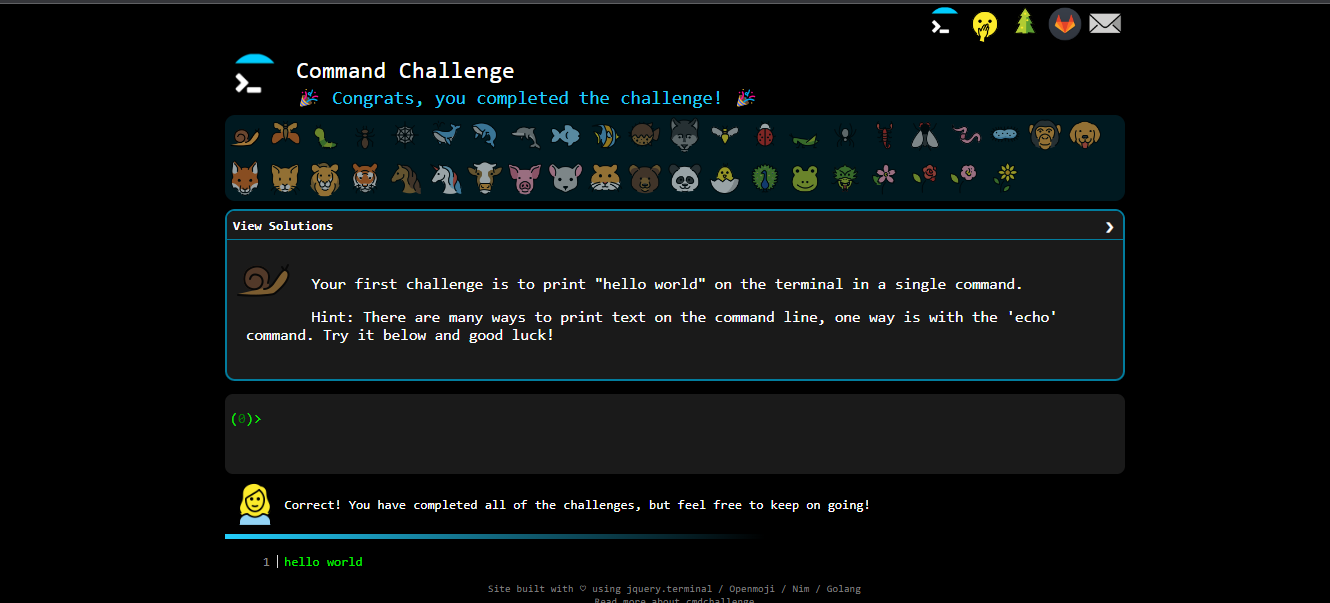 Command Challenge
🎉 Congrats, you completed the challenge! 🎉
View Solutions ❯
Your first challenge is to print "hello world" on the terminal in a single command.
Hint: There are many ways to print text on the command line, one way is with the 'echo'
command. Try it below and good luck!
(0)>
Correct! You have completed all of the challenges, but feel free to keep on going!
1 hello world
Site built with ♡ using jquery.terminal / Openmoji / Nim / Golang
Read more about cmdchallenge